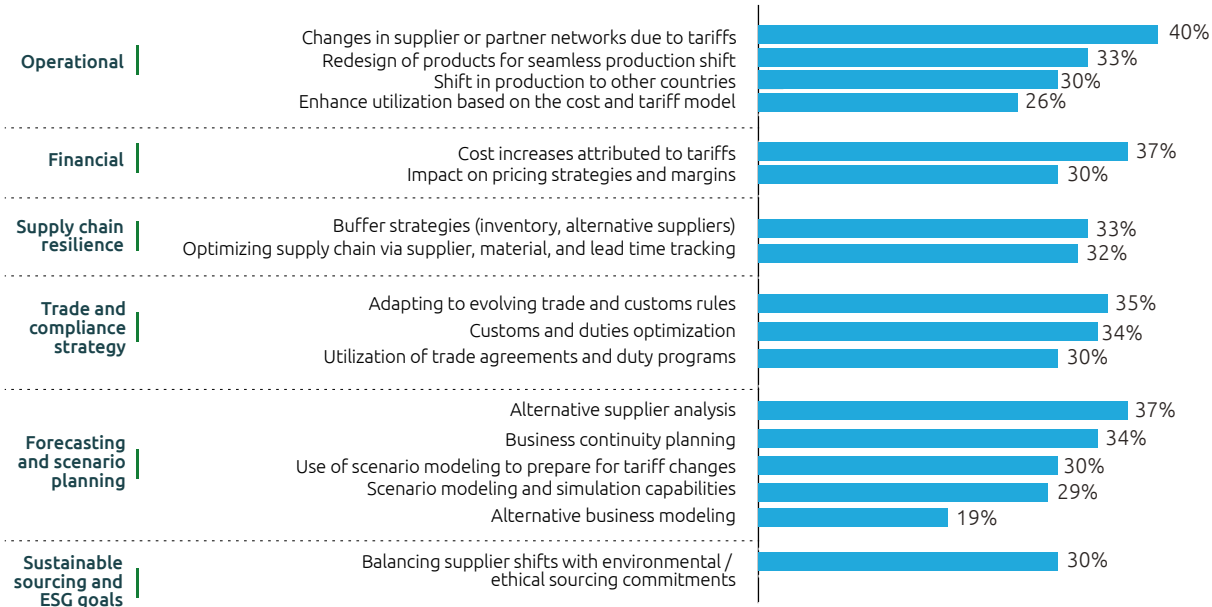 Operational
Changes in supplier or partner networks due to tariffs 40%
Redesign of products for seamless production shift 33%
Shift in production to other countries 30%
Enhance utilization based on the cost and tariff model 26%
Financial
Cost increases attributed to tariffs 37%
Impact on pricing strategies and margins 30%
Supply chain
resilience
Buffer strategies (inventory, alternative suppliers) 33%
Optimizing supply chain via supplier, material, and lead time tracking 32%
Trade and
compliance
strategy
Adapting to evolving trade and customs rules 35%
Customs and duties optimization 34%
Utilization of trade agreements and duty programs 30%
Forecasting
and scenario
planning
Alternative supplier analysis 37%
Business continuity planning 34%
Use of scenario modeling to prepare for tariff changes 30%
Scenario modeling and simulation capabilities 29%
Alternative business modeling 19%
Sustainable
sourcing and
ESG goals
Balancing supplier shifts with environmental / 30%
ethical sourcing commitments